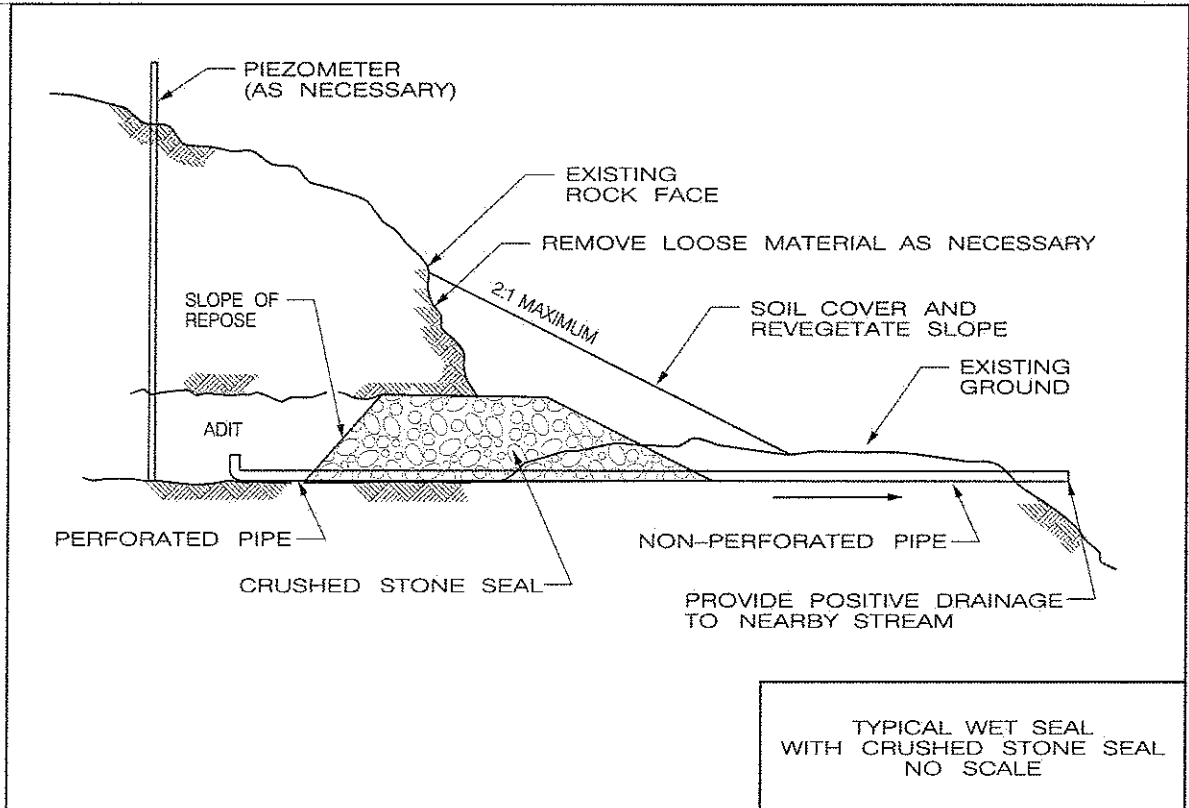 PIEZOMETER
(AS NECESSARY)
EXISTING
ROCK FACE
REMOVE LOOSE MATERIAL AS NECESSARY
SLOPE OF
REPOSE
2:1 MAXIMUM
SOIL COVER AND
REVEGETATE SLOPE
EXISTING
GROUND
ADIT
PERFORATED PIPE
NON-PERFORATED PIPE
CRUSHED STONE SEAL
PROVIDE POSITIVE DRAINAGE
TO NEARBY STREAM
TYPICAL WET SEAL
WITH CRUSHED STONE SEAL
NO SCALE